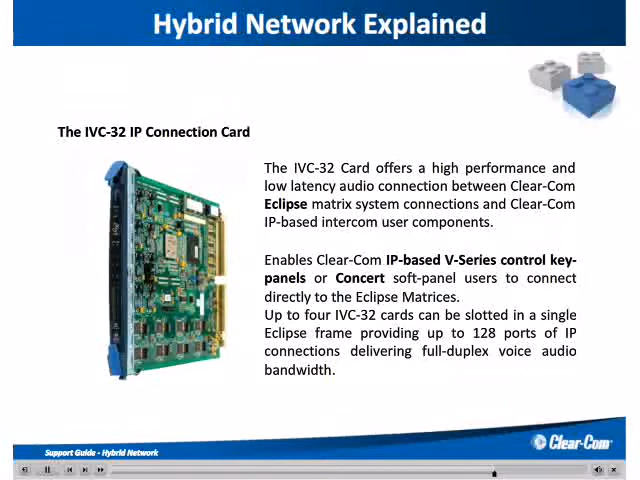 Hybrid Network Explained
The IVC-32 IP Connection Card
The IVC-32 Card offers a high performance and
low latency audio connection between Clear-Com
Eclipse matrix system connections and Clear-Com
IP-based intercom user components.
Enables Clear-Com IP-based V-Series control key-
panels or Concert soft-panel users to connect
directly to the Eclipse Matrices.
Up to four IVC-32 cards can be slotted in a single
Eclipse frame providing up to 128 ports of IP
connections delivering full-duplex voice audio
bandwidth.
Clear-Com
Support Guide - Hybrid Network